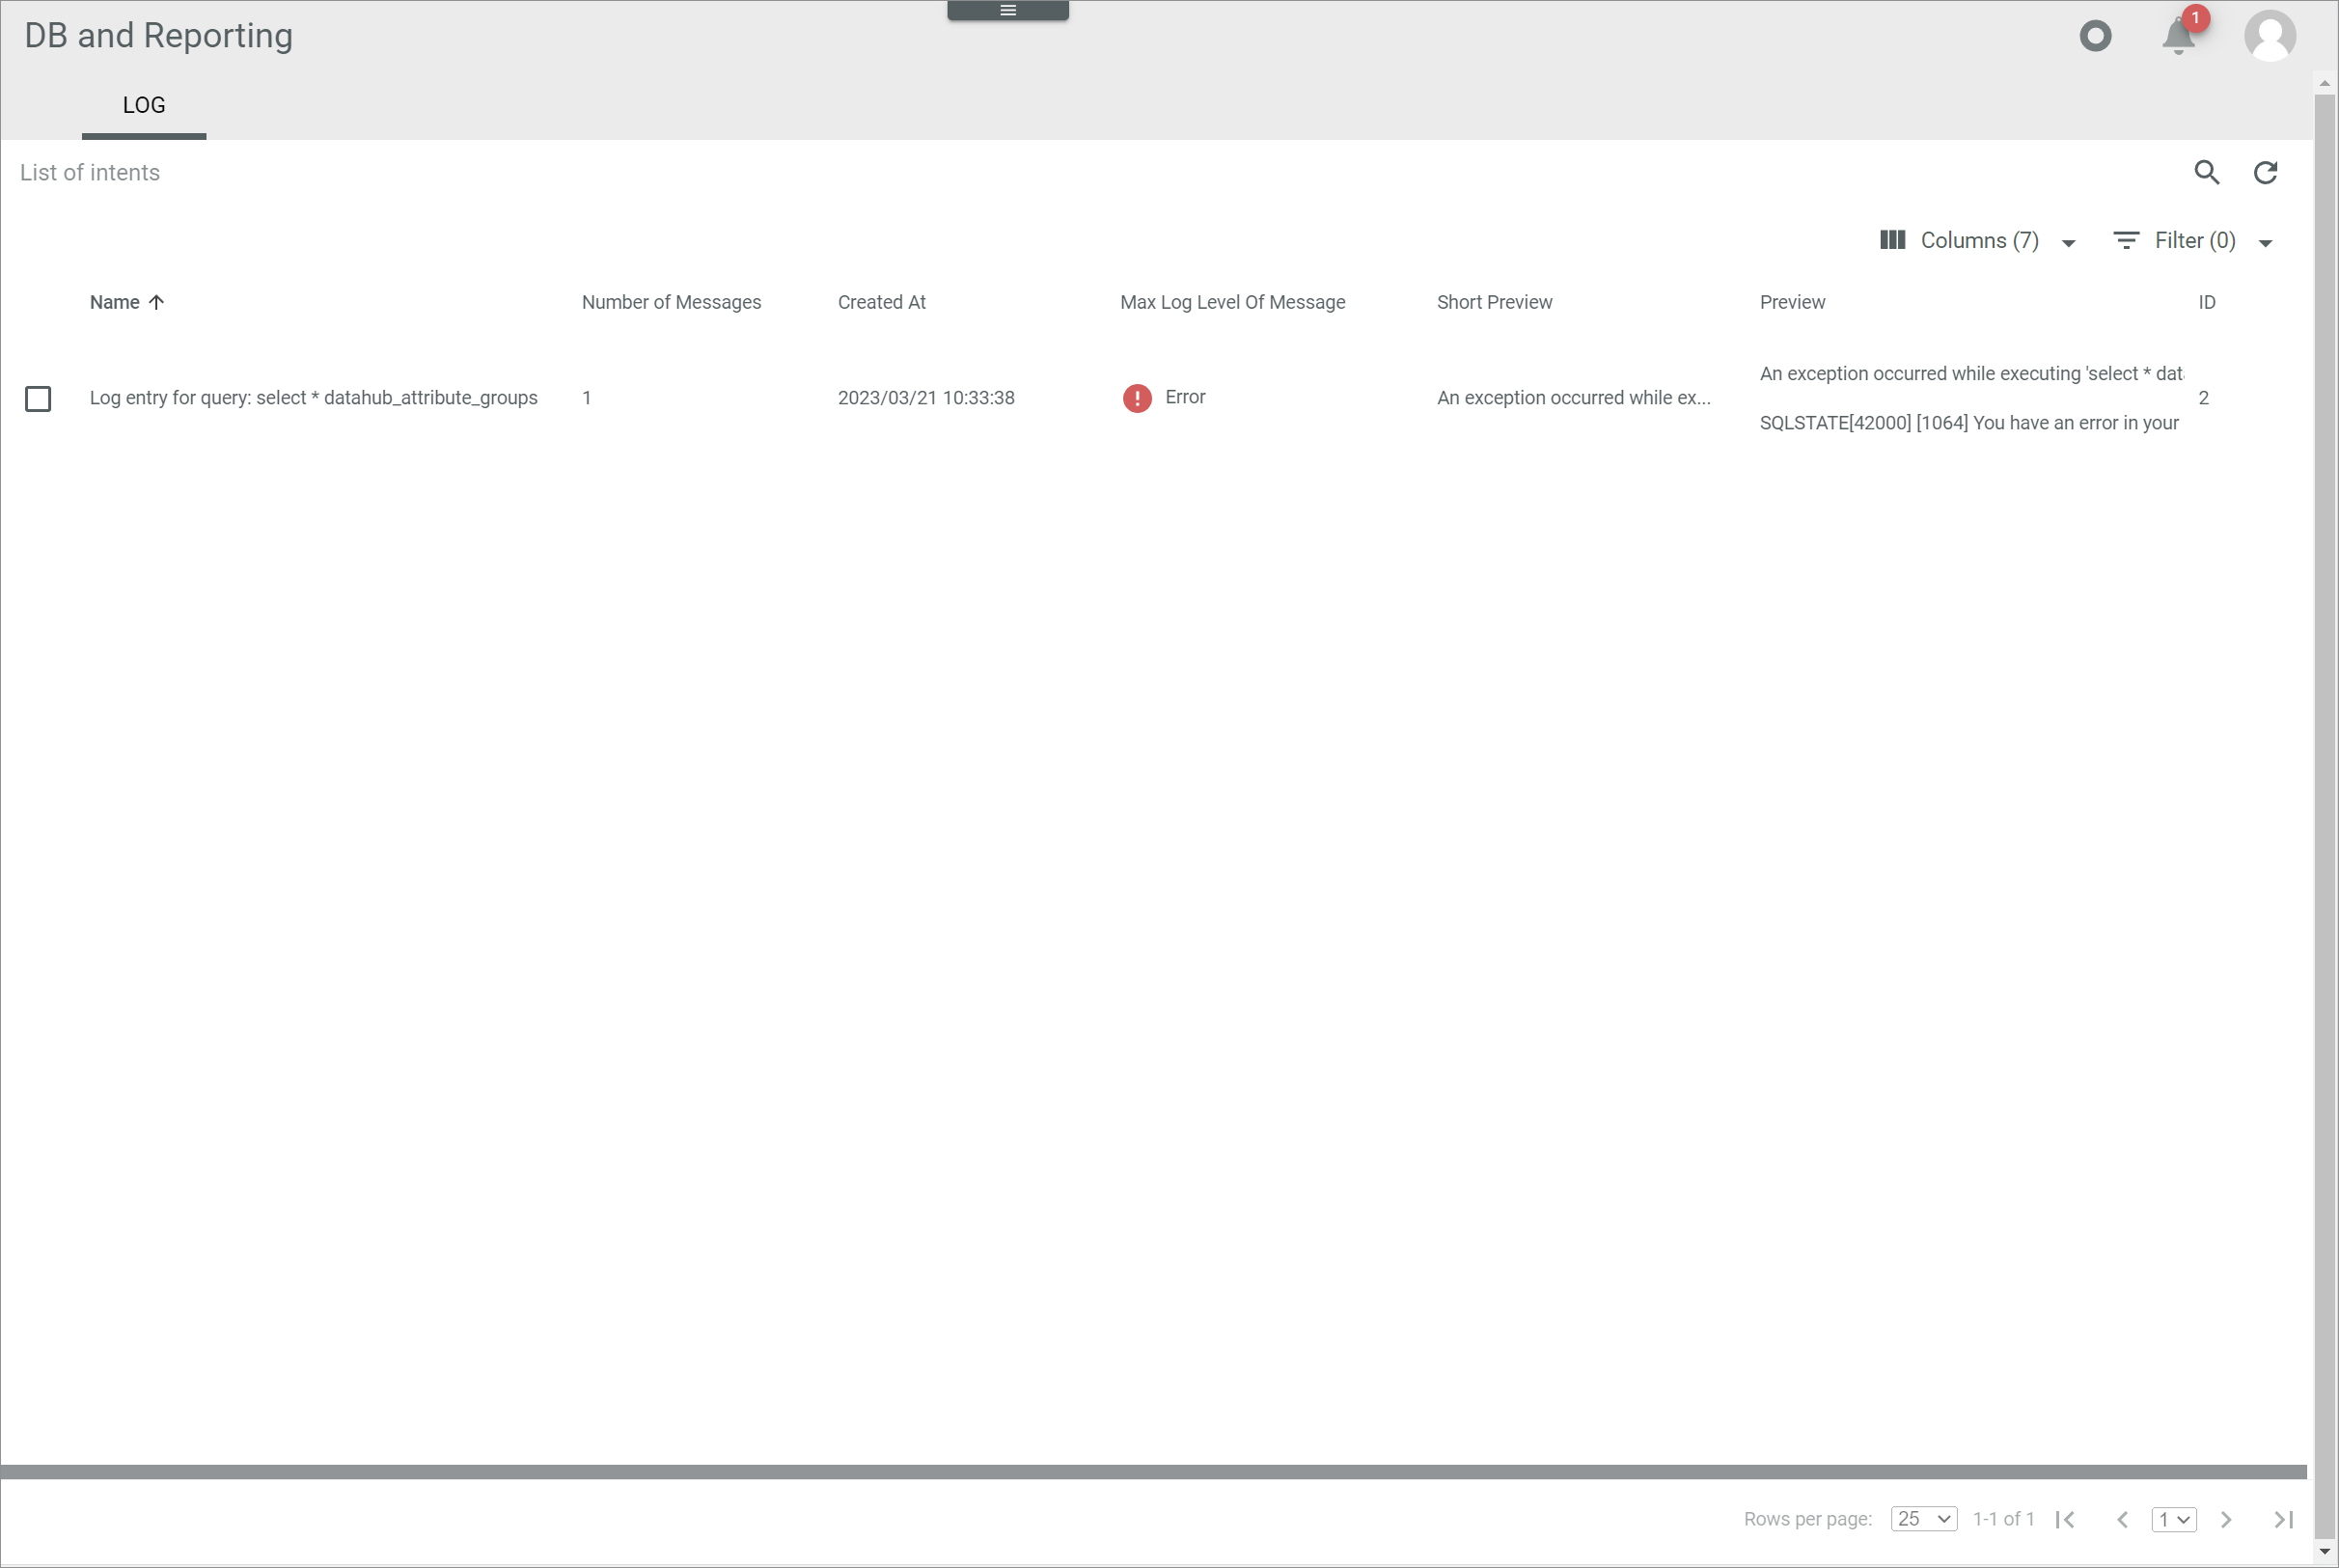 DB and Reporting
1
LOG
List of intents
Columns (7)
Filter (0)
Name
Number of Messages
Created At
Max Log Level Of Message
Short Preview
Preview
ID
Log entry for query: select * datahub_attribute_groups
1
2023/03/21 10:33:38
Error
An exception occurred while ex...
An exception occurred while executing 'select * dat
SQLSTATE[42000] [1064] You have an error in your
2
Rows per page:
25
1-1 of 1
1